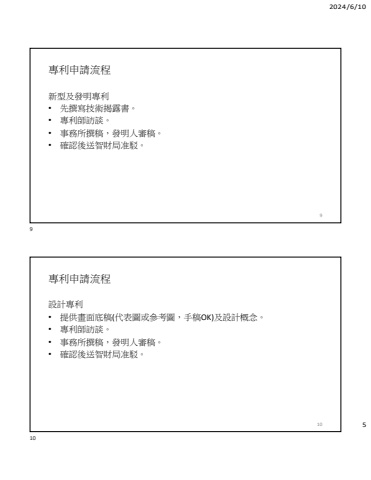 2024/6/10
專利申請流程
新型及發明專利
• 先撰寫技術揭露書。
• 專利師訪談。
• 事務所撰稿，發明人審稿。
• 確認後送智財局准駁。
9
9
專利申請流程
設計專利
• 提供畫面底稿(代表圖或參考圖，手稿OK)及設計概念。
• 專利師訪談。
• 事務所撰稿，發明人審稿。
• 確認後送智財局准駁。
10
5
10